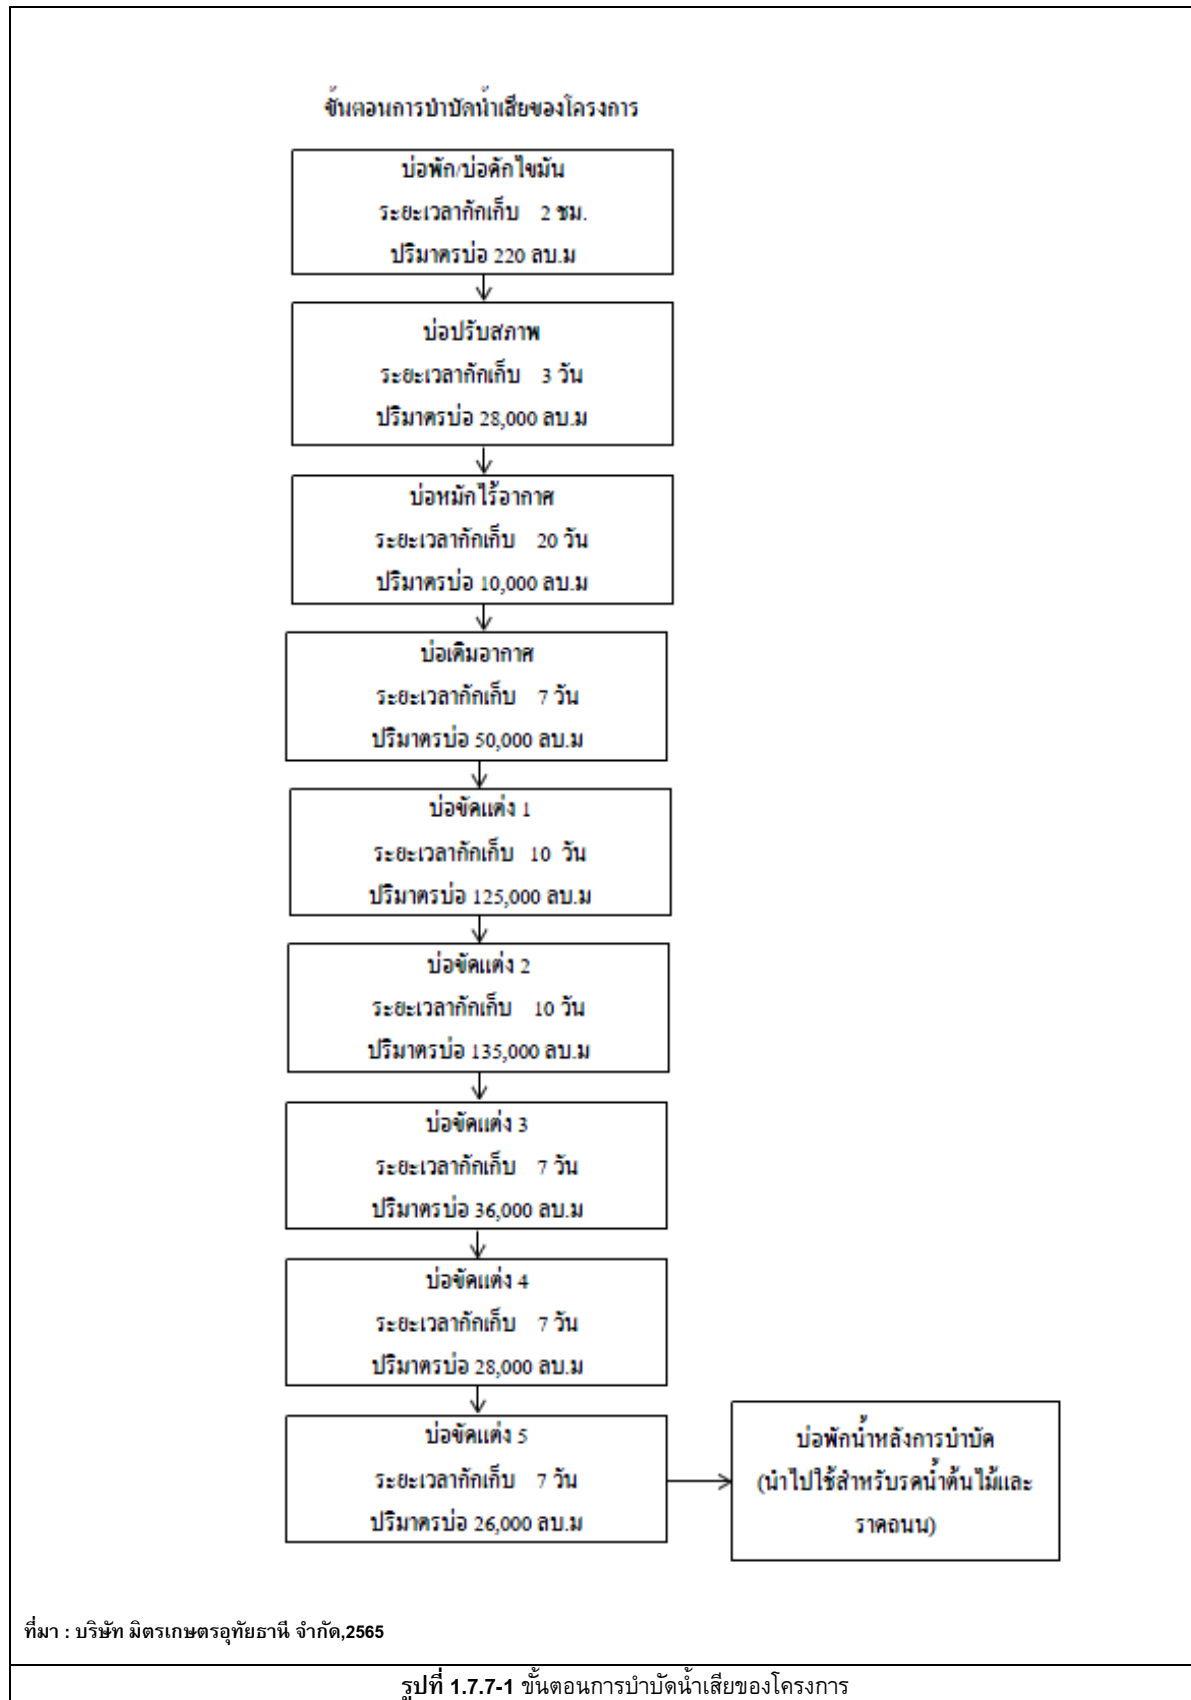 ขั้นตอนการบำบัดน้ำเสียของโครงการ
บ่อพัก/บ่อดักไขมัน
ระยะเวลากักเก็บ 2 ชม.
ปริมาตรบ่อ 220 ลบ.ม
บ่อปรับสภาพ
ระยะเวลากักเก็บ 3 วัน
ปริมาตรบ่อ 28,000 ลบ.ม
บ่อหมักไร้อากาศ
ระยะเวลากักเก็บ 20 วัน
ปริมาตรบ่อ 10,000 ลบ.ม
บ่อเติมอากาศ
ระยะเวลากักเก็บ 7 วัน
ปริมาตรบ่อ 50,000 ลบ.ม
บ่อขัดแต่ง 1
ระยะเวลากักเก็บ 10 วัน
ปริมาตรบ่อ 125,000 ลบ.ม
บ่อขัดแต่ง 2
ระยะเวลากักเก็บ 10 วัน
ปริมาตรบ่อ 135,000 ลบ.ม
บ่อขัดแต่ง 3
ระยะเวลากักเก็บ 7 วัน
ปริมาตรบ่อ 36,000 ลบ.ม
บ่อขัดแต่ง 4
ระยะเวลากักเก็บ 7 วัน
ปริมาตรบ่อ 28,000 ลบ.ม
บ่อขัดแต่ง 5
ระยะเวลากักเก็บ 7 วัน
ปริมาตรบ่อ 26,000 ลบ.ม
บ่อพักน้ำหลังการบำบัด
(นำไปใช้สำหรับรดน้ำต้นไม้และ
ราดถนน)
ที่มา : บริษัท มิตรเกษตรอุทัยธานี จำกัด,2565
รูปที่ 1.7.7-1 ขั้นตอนการบำบัดน้ำเสียของโครงการ